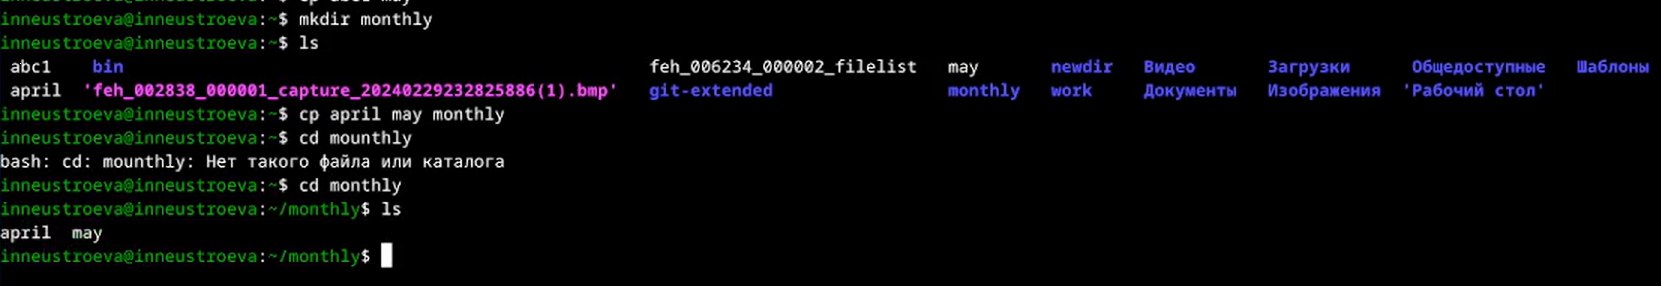 inneustroeva@inneustroeva:~$ mkdir monthly
inneustroeva@inneustroeva:~$ ls
abc1 bin feh_006234_000002_filelist may newdir Видео Загрузки Общедоступные Шаблоны
april 'feh_002838_000001_capture_20240229232825886(1).bmp' git-extended monthly work Документы Изображения 'Рабочий стол'
inneustroeva@inneustroeva:~$ cp april may monthly
inneustroeva@inneustroeva:~$ cd mounthly
bash: cd: mounthly: Нет такого файла или каталога
inneustroeva@inneustroeva:~$ cd monthly
inneustroeva@inneustroeva:~/monthly$ ls
april may
inneustroeva@inneustroeva:~/monthly$